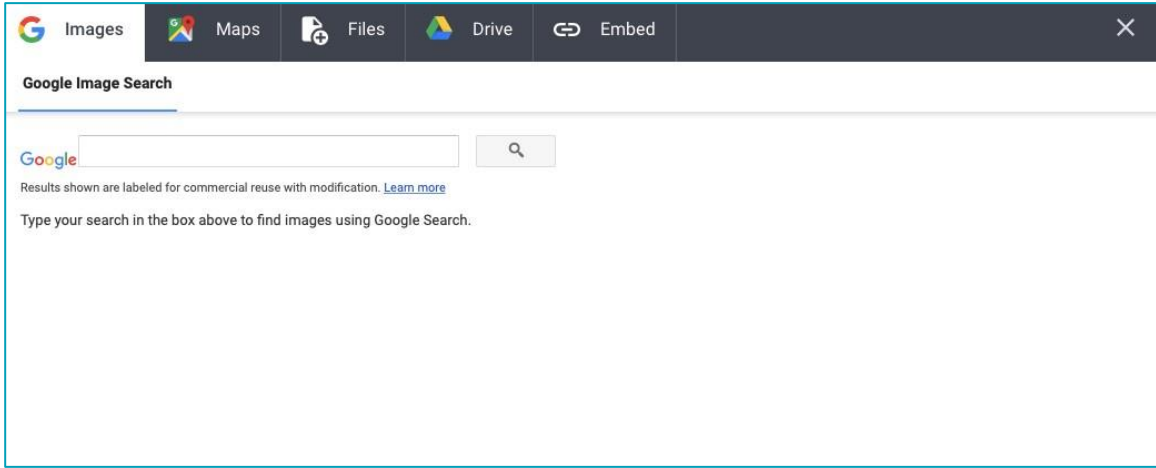 Images Maps Files Drive Embed
Google Image Search
Google
Results shown are labeled for commercial reuse with modification. Learn more
Type your search in the box above to find images using Google Search.